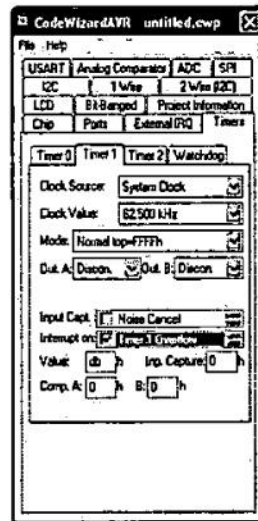 CodeWizardAVR untitled.cwp
File Help
USART Analog Comparator ADC SPI
I2C 1 Wire 2 Wire (I2C)
LCD Bit-Banged Project Information
Chip Ports External IRQ Timers
Timer 0 Timer 1 Timer 2 Watchdog
Clock Source: System Clock
Clock Value: 62.500 kHz
Mode: Normal top=FFFFh
Out. A: Discon. Out. B: Discon
Input Capt.: Noise Cancel
Interrupt on: Timer 1 Overflow
Value: db h Inp. Capture: 0 h
Comp. A: 0 h B: 0 h